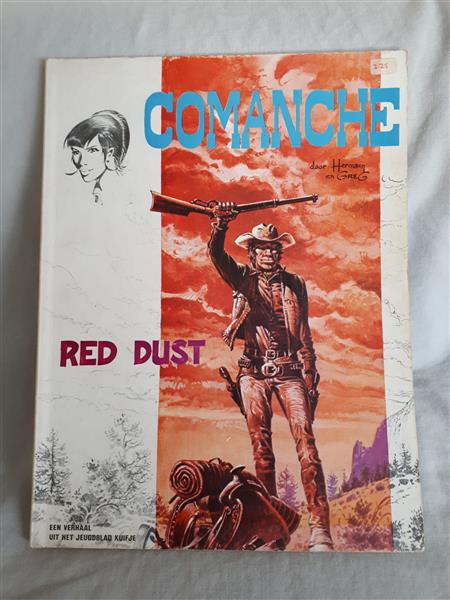 COMANCHE
door Hermann
en GREG
RED DUST
EEN VERHAAL
UIT HET JEUGDBLAD KUIFJE